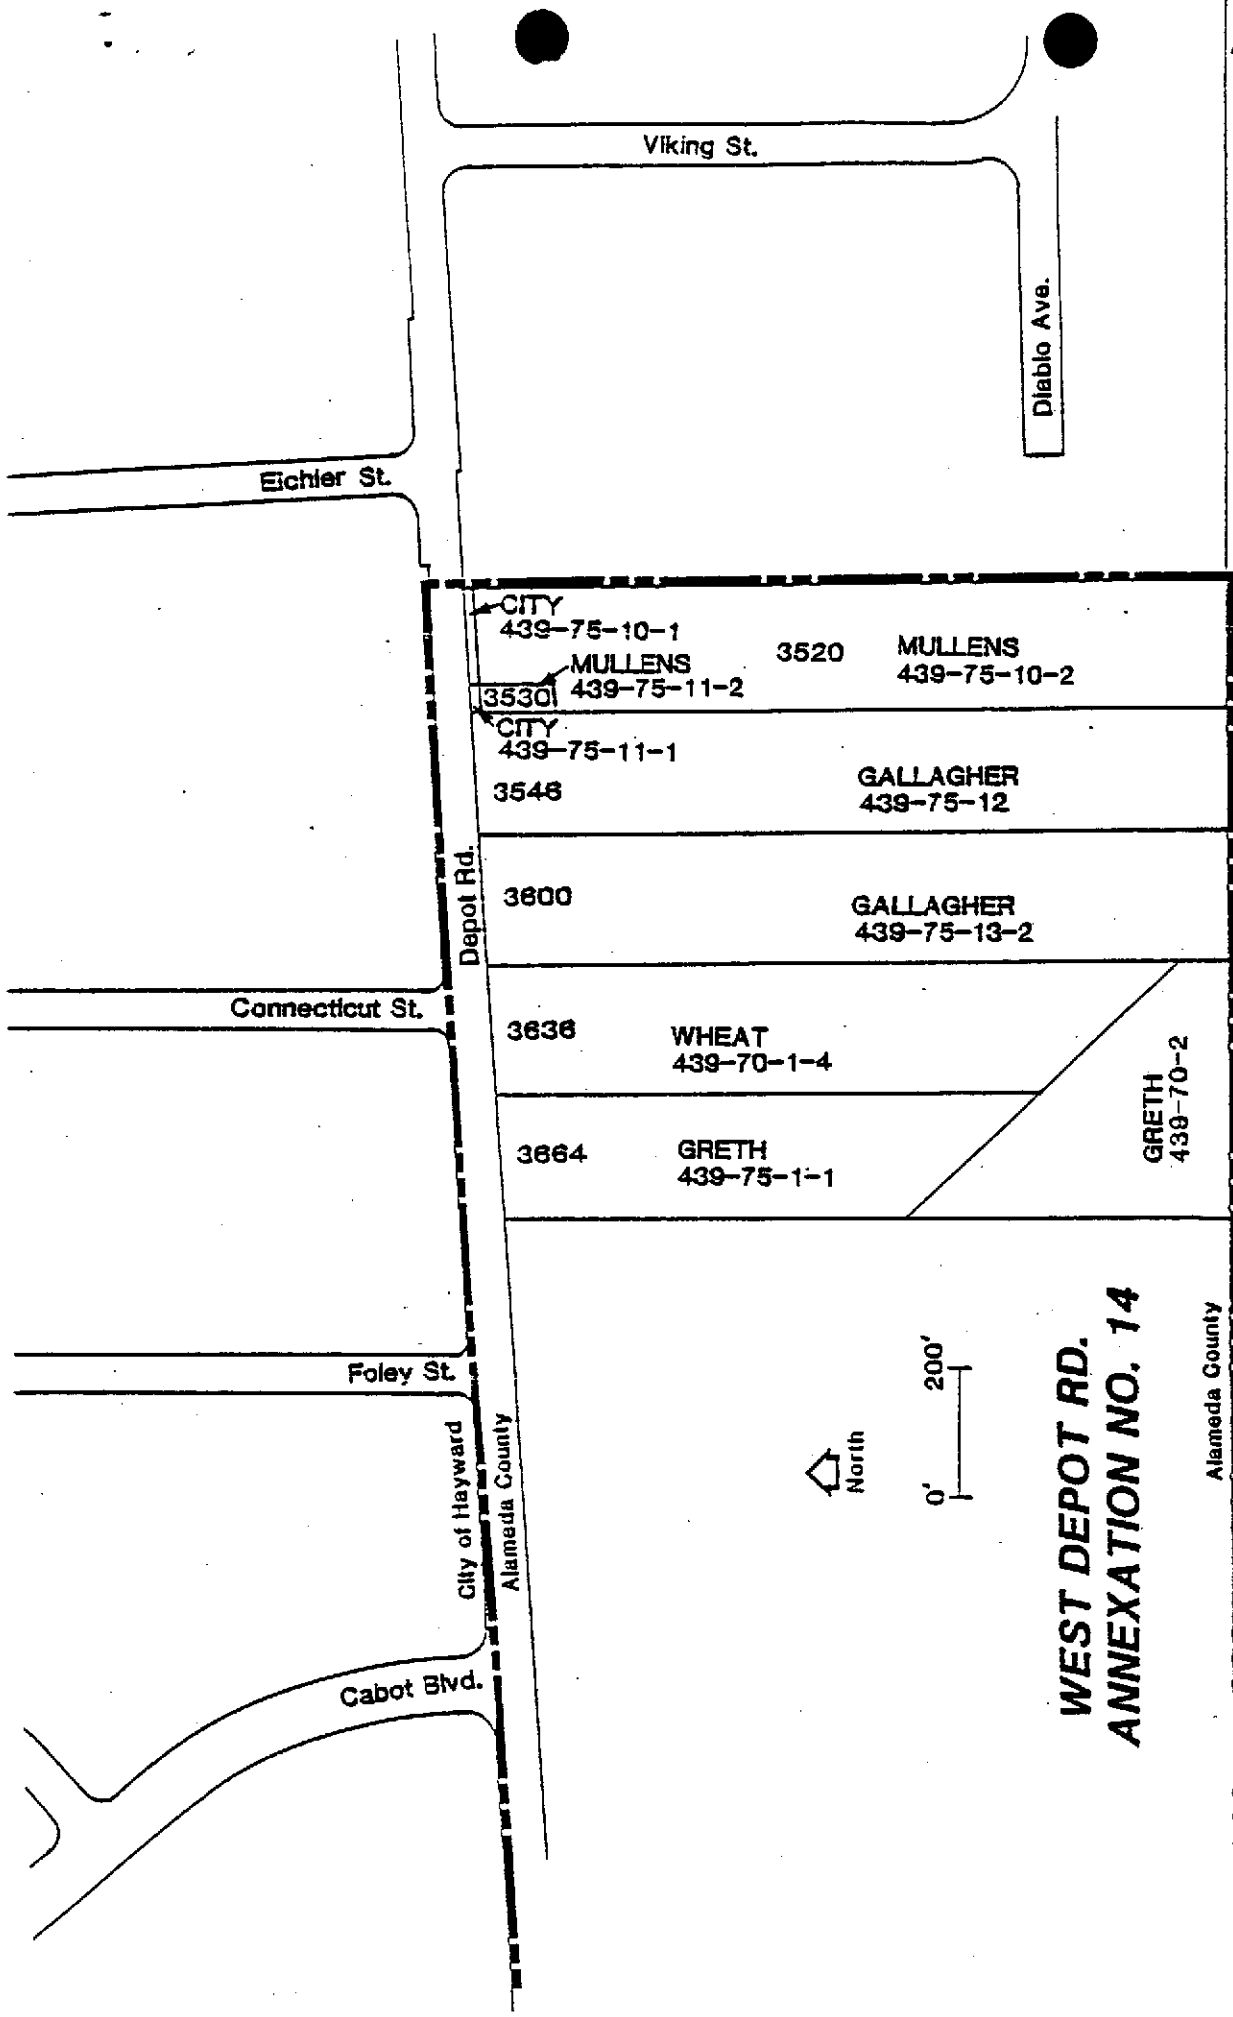 Viking St.
Diablo Ave.
Eichler St.
CITY
439-75-10-1
MULLENS
439-75-11-2
3520
MULLENS
439-75-10-2
3530
CITY
439-75-11-1
3546
GALLAGHER
439-75-12
Depot Rd.
3600
GALLAGHER
439-75-13-2
Connecticut St.
3636
WHEAT
439-70-1-4
GRETH
439-70-2
3664
GRETH
439-75-1-1
Foley St.
City of Hayward
Alameda County
North
0' 200'
WEST DEPOT RD.
ANNEXATION NO. 14
Alameda County
Cabot Blvd.